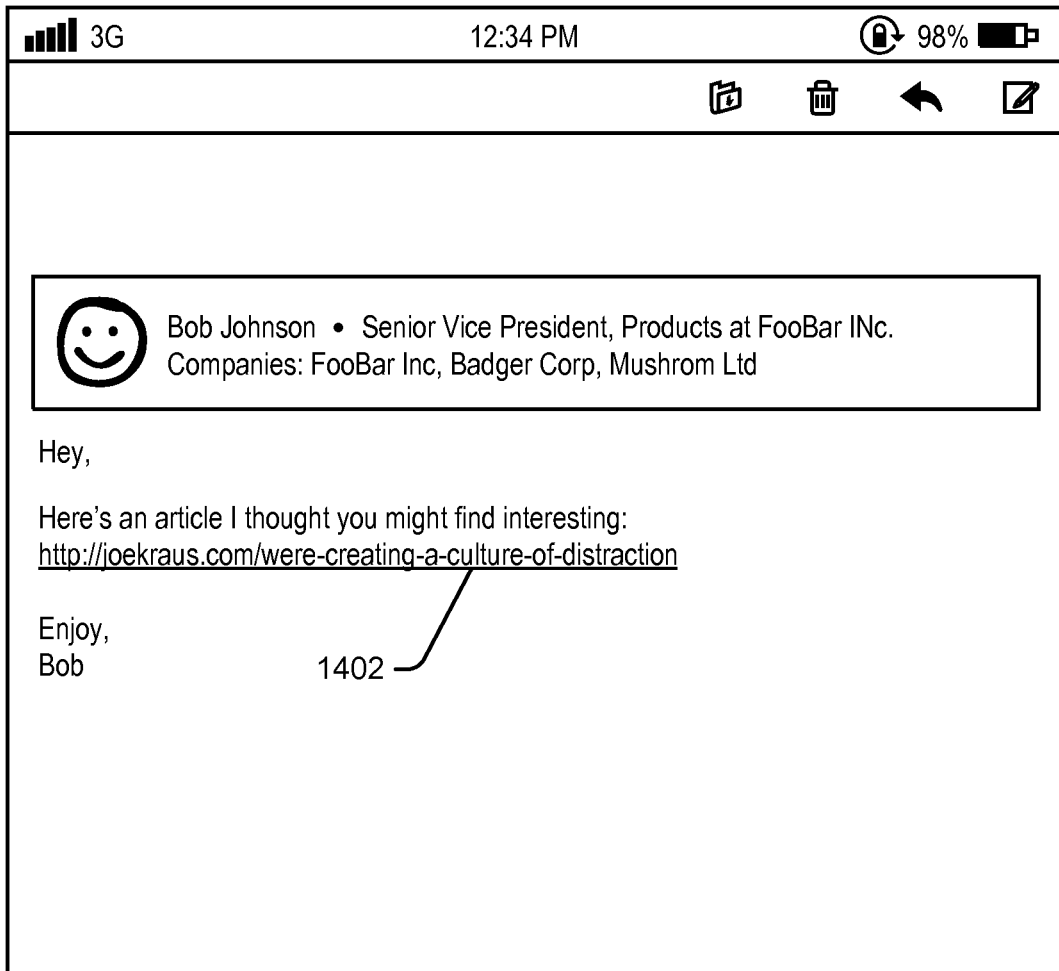 3G 12:34 PM 98%
Bob Johnson • Senior Vice President, Products at FooBar INc.
Companies: FooBar Inc, Badger Corp, Mushrom Ltd
Hey,
Here's an article I thought you might find interesting:
http://joekraus.com/were-creating-a-culture-of-distraction
Enjoy,
Bob
1402